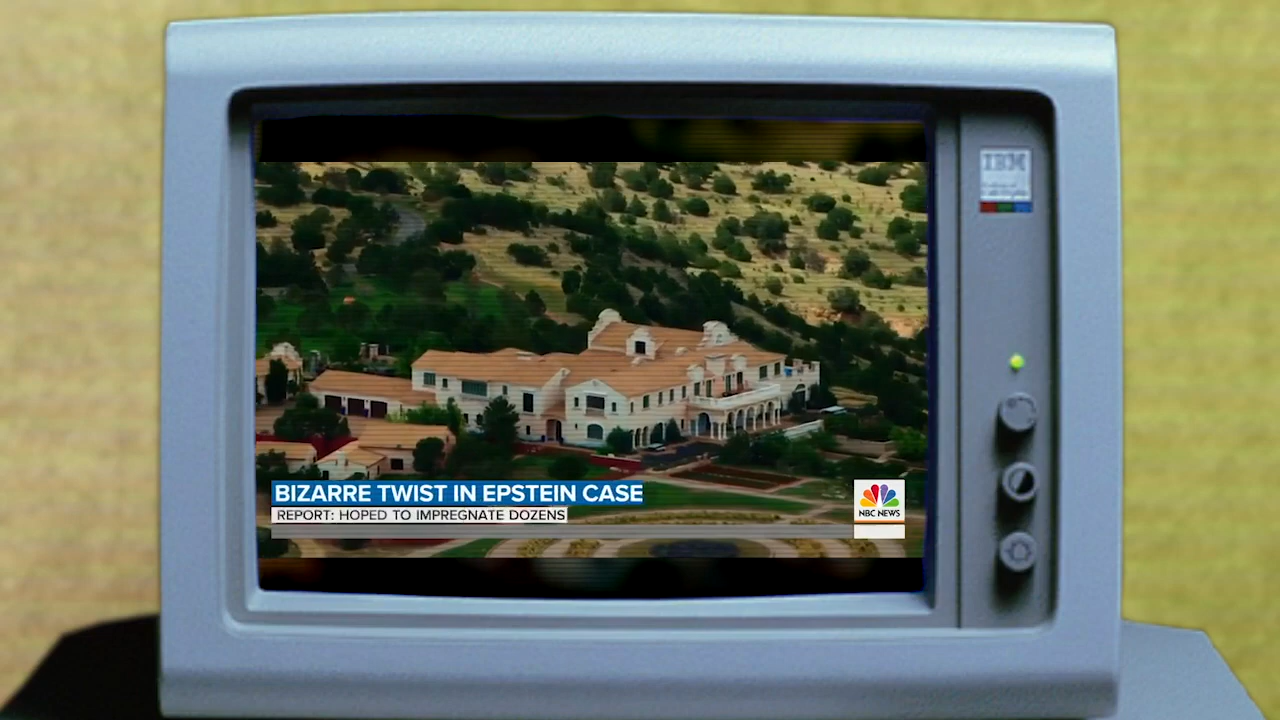 IBM
BIZARRE TWIST IN EPSTEIN CASE
REPORT: HOPED TO IMPREGNATE DOZENS
NBC NEWS